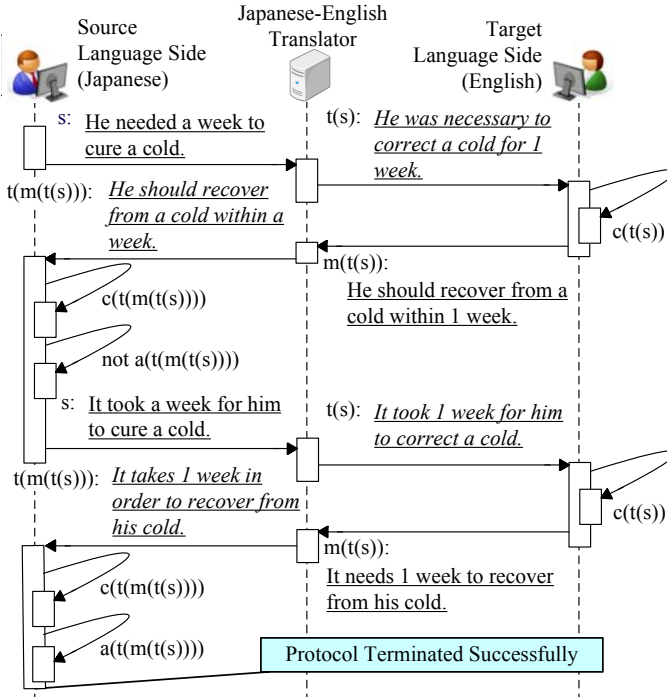 Source
Language Side
(Japanese)
Japanese-English
Translator
Target
Language Side
(English)
s: He needed a week to
cure a cold.
t(s): He was necessary to
correct a cold for 1
week.
t(m(t(s))): He should recover
from a cold within a
week.
c(t(s))
m(t(s)):
He should recover from a
cold within 1 week.
c(t(m(t(s))))
not a(t(m(t(s))))
s: It took a week for him
to cure a cold.
t(s): It took 1 week for him
to correct a cold.
t(m(t(s))): It takes 1 week in
order to recover from
his cold.
c(t(s))
m(t(s)):
It needs 1 week to recover
from his cold.
c(t(m(t(s))))
a(t(m(t(s))))
Protocol Terminated Successfully